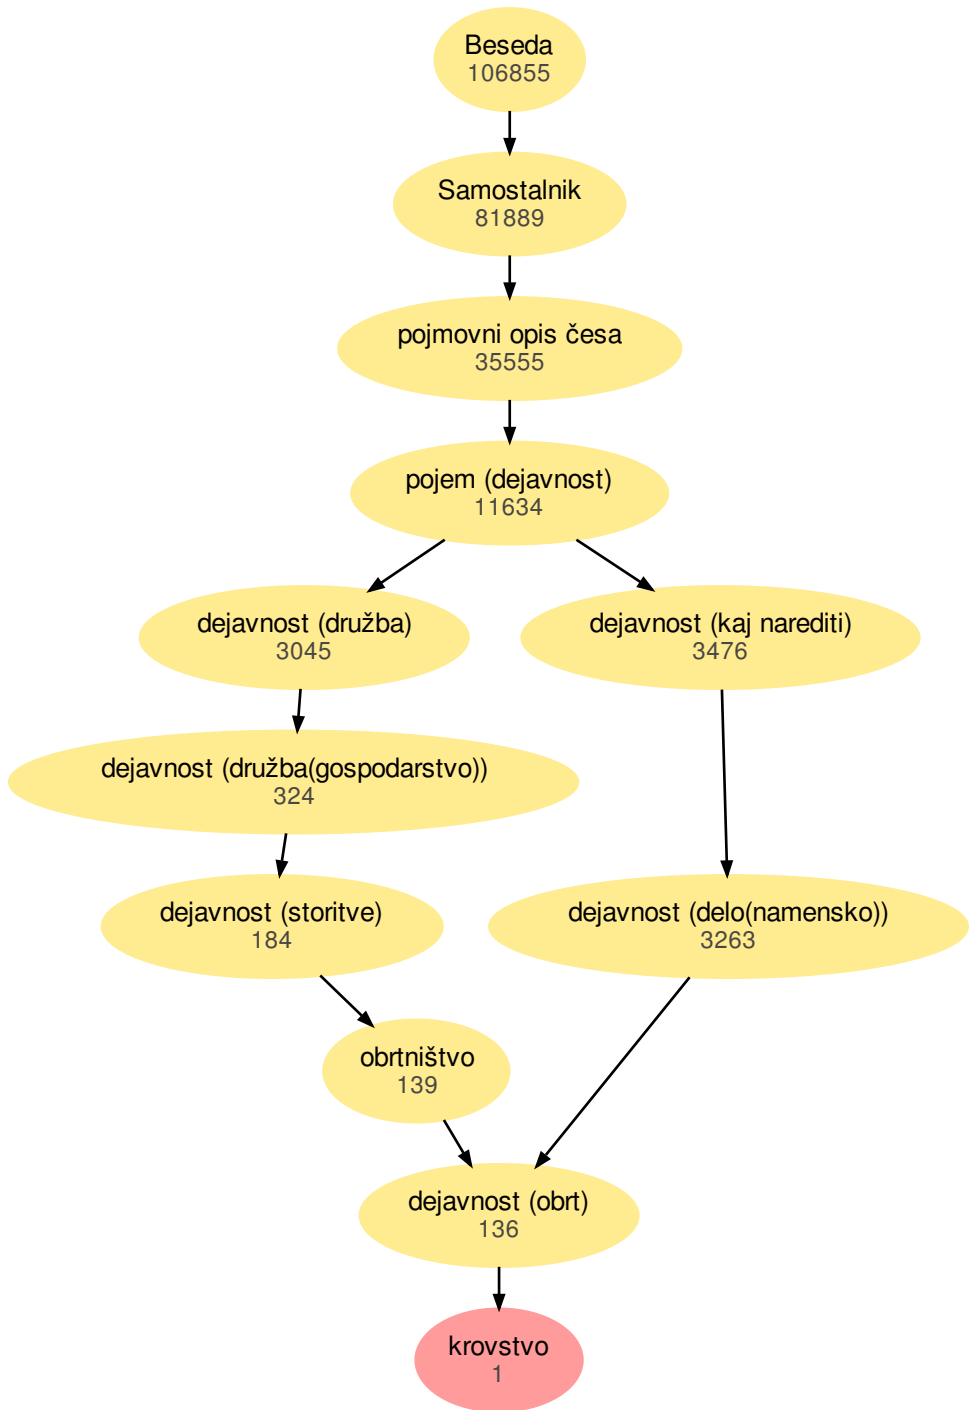 Beseda
106855
Samostalnik
81889
pojmovni opis česa
35555
pojem (dejavnost)
11634
dejavnost (družba)
3045
dejavnost (kaj narediti)
3476
dejavnost (družba(gospodarstvo))
324
dejavnost (storitve)
184
dejavnost (delo(namensko))
3263
obrtništvo
139
dejavnost (obrt)
136
krovstvo
1